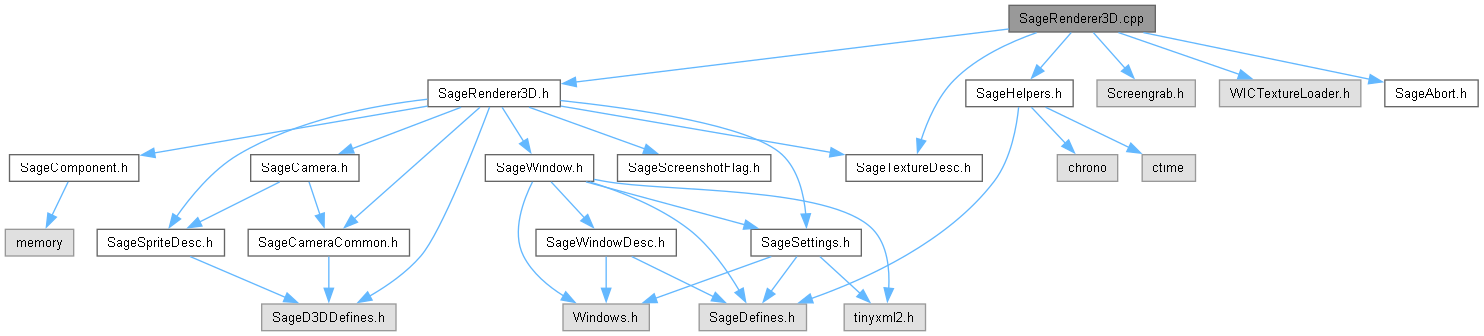 SageRenderer3D.cpp
SageRenderer3D.h
SageHelpers.h
Screengrab.h
WICTextureLoader.h
SageAbort.h
SageComponent.h
SageCamera.h
SageWindow.h
SageScreenshotFlag.h
SageTextureDesc.h
chrono
ctime
memory
SageSpriteDesc.h
SageCameraCommon.h
SageWindowDesc.h
SageSettings.h
SageD3DDefines.h
Windows.h
SageDefines.h
tinyxml2.h